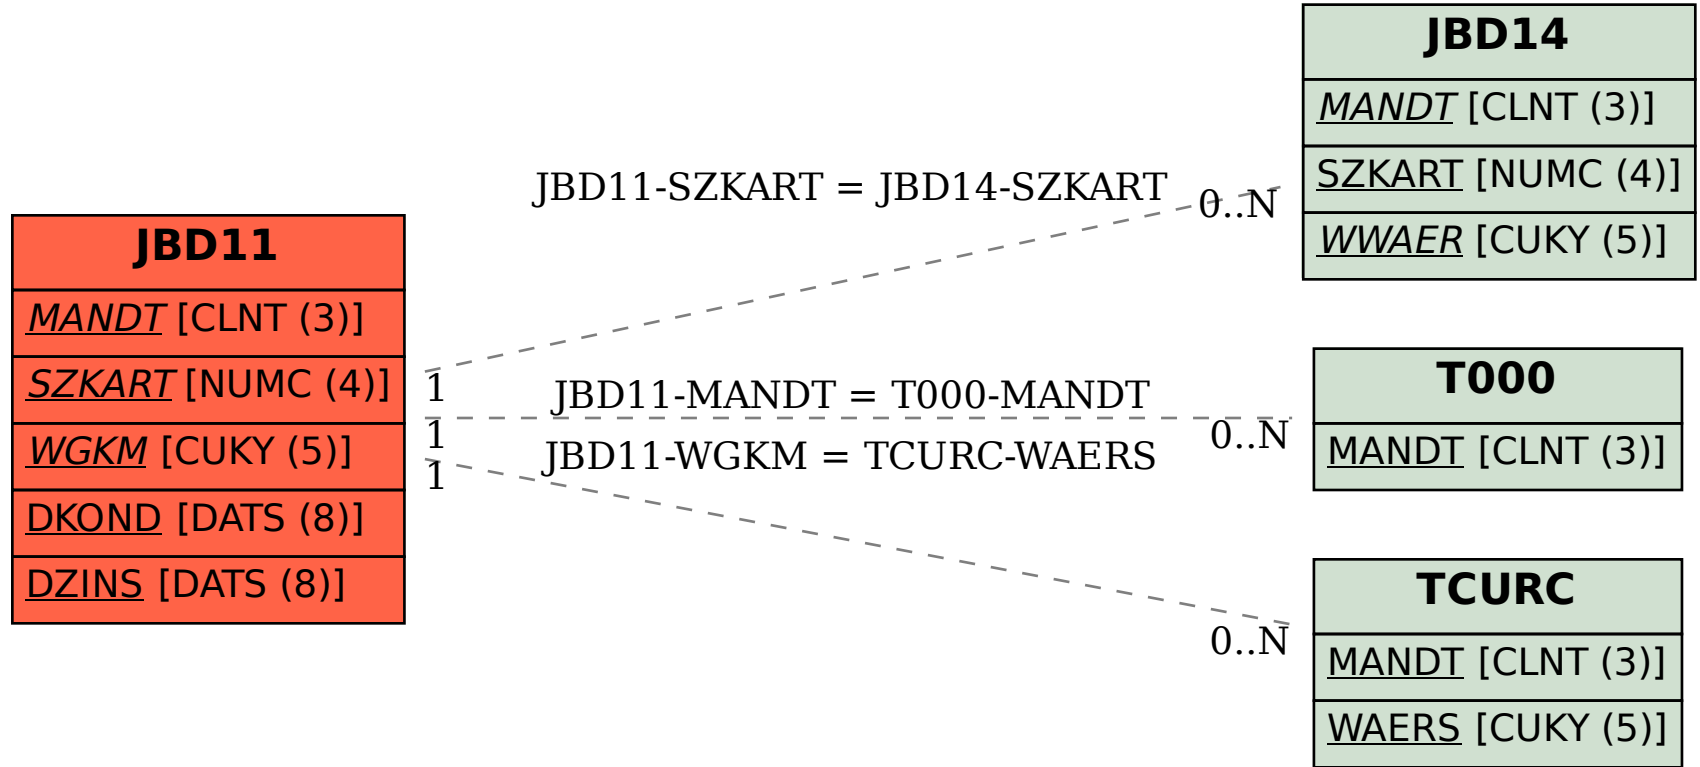 JBD11
MANDT [CLNT (3)]
SZKART [NUMC (4)]
WGKM [CUKY (5)]
DKOND [DATS (8)]
DZINS [DATS (8)]
JBD11-SZKART = JBD14-SZKART
1
0..N
JBD11-MANDT = T000-MANDT
1
0..N
JBD11-WGKM = TCURC-WAERS
1
0..N
JBD14
MANDT [CLNT (3)]
SZKART [NUMC (4)]
WWAER [CUKY (5)]
T000
MANDT [CLNT (3)]
TCURC
MANDT [CLNT (3)]
WAERS [CUKY (5)]